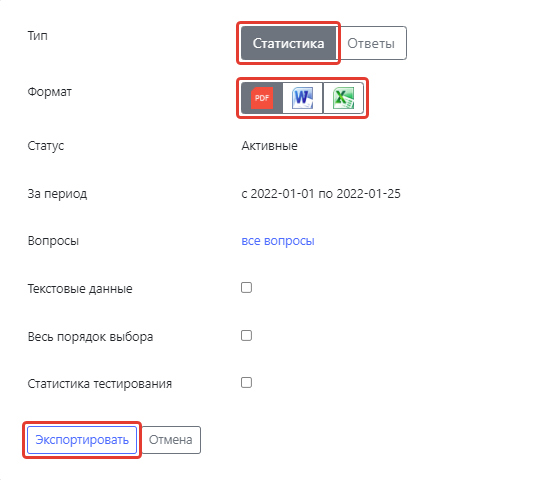 Тип Статистика Ответы
Формат PDF W X
Статус Активные
За период с 2022-01-01 по 2022-01-25
Вопросы все вопросы
Текстовые данные
Весь порядок выбора
Статистика тестирования
Экспортировать Отмена